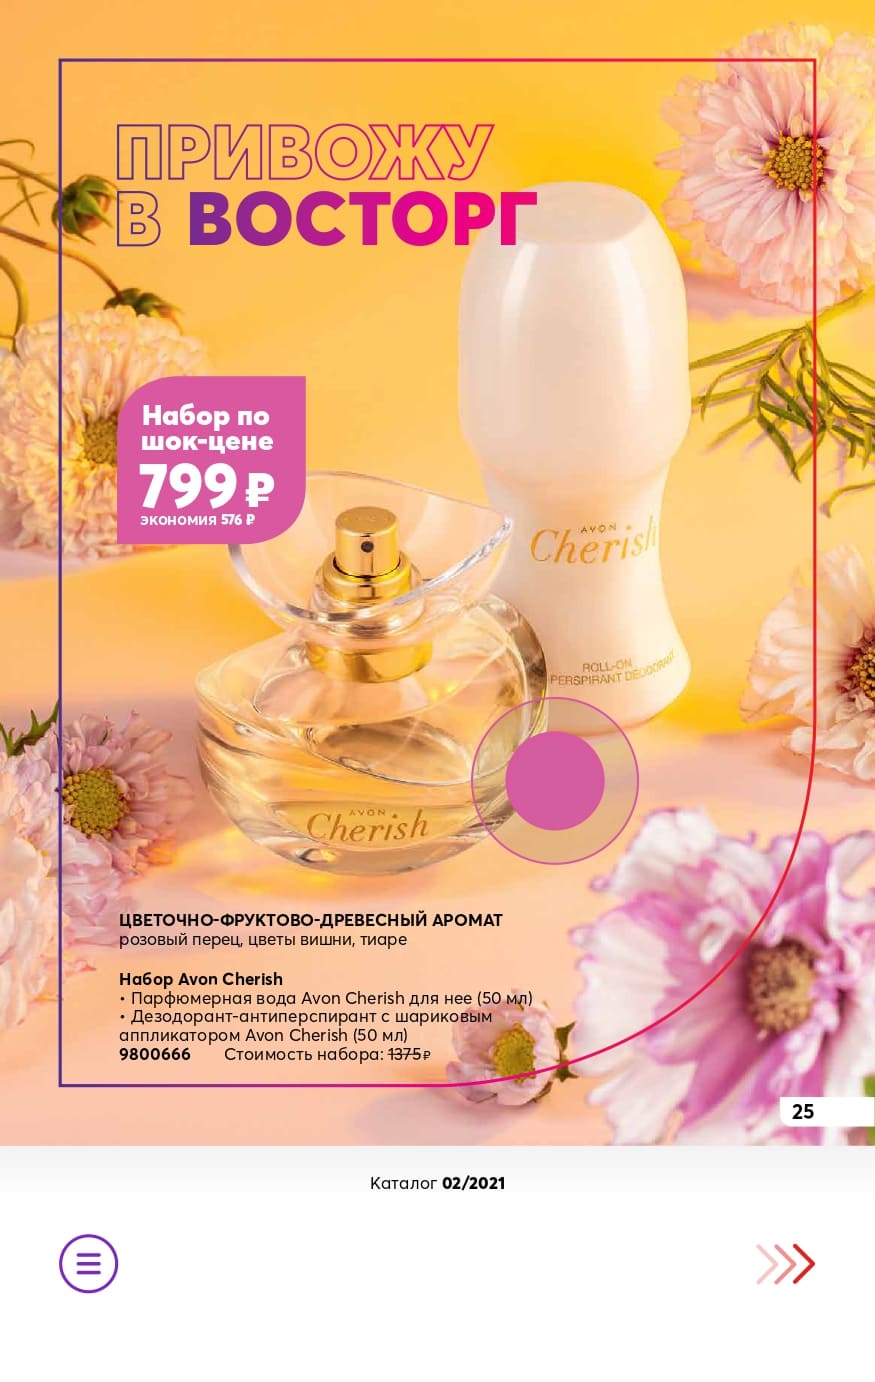 ПРИВОЖУ
В ВОСТОРГ
Набор по
шок-цене
799 ₽
экономия 576 ₽
AVON
Cherish
ROLL-ON
PERSPIRANT DEODORANT
AVON
Cherish
ЦВЕТОЧНО-ФРУКТОВО-ДРЕВЕСНЫЙ АРОМАТ
розовый перец, цветы вишни, тиаре
Набор Avon Cherish
• Парфюмерная вода Avon Cherish для нее (50 мл)
• Дезодорант-антиперспирант с шариковым
аппликатором Avon Cherish (50 мл)
9800666 Стоимость набора: 1375 ₽
25
Каталог 02/2021